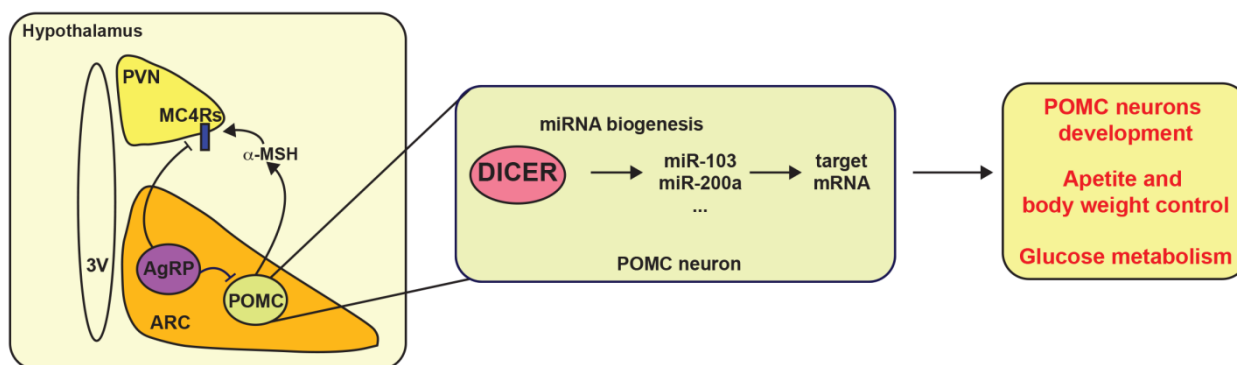 Hypothalamus
PVN
MC4Rs
α-MSH
3V
AgRP
POMC
ARC
miRNA biogenesis
DICER
miR-103
miR-200a
...
target
mRNA
POMC neuron
POMC neurons
development
Apetite and
body weight control
Glucose metabolism